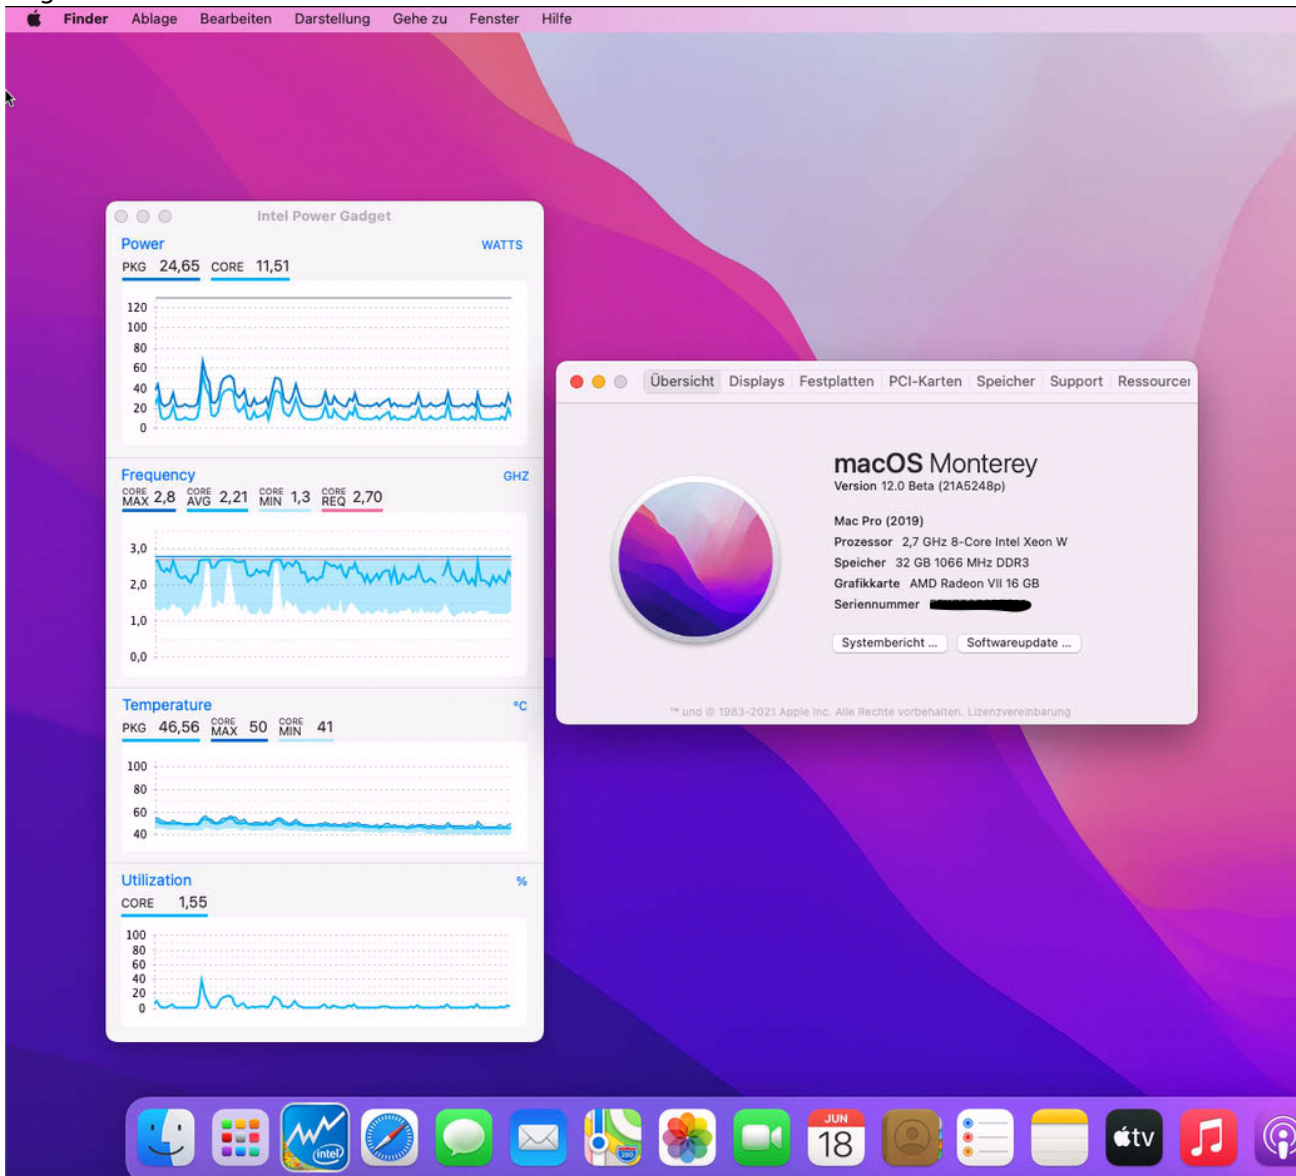 Finder Ablage Bearbeiten Darstellung Gehe zu Fenster Hilfe
Intel Power Gadget
Power WATTS
PKG 24,65 CORE 11,51
120
100
80
60
40
20
0
Frequency GHZ
CORE MAX 2,8 CORE AVG 2,21 CORE MIN 1,3 CORE REQ 2,70
3,0
2,0
1,0
0,0
Temperature °C
PKG 46,56 CORE MAX 50 CORE MIN 41
100
80
60
40
Utilization %
CORE 1,55
100
80
60
40
20
0
Übersicht Displays Festplatten PCI-Karten Speicher Support Ressourcen
macOS Monterey
Version 12.0 Beta (21A5248p)
Mac Pro (2019)
Prozessor 2,7 GHz 8-Core Intel Xeon W
Speicher 32 GB 1066 MHz DDR3
Grafikkarte AMD Radeon VII 16 GB
Seriennummer
Systembericht ... Softwareupdate ...
™ und © 1983-2021 Apple Inc. Alle Rechte vorbehalten. Lizenzvereinbarung
intel
280
JUN
18
tv